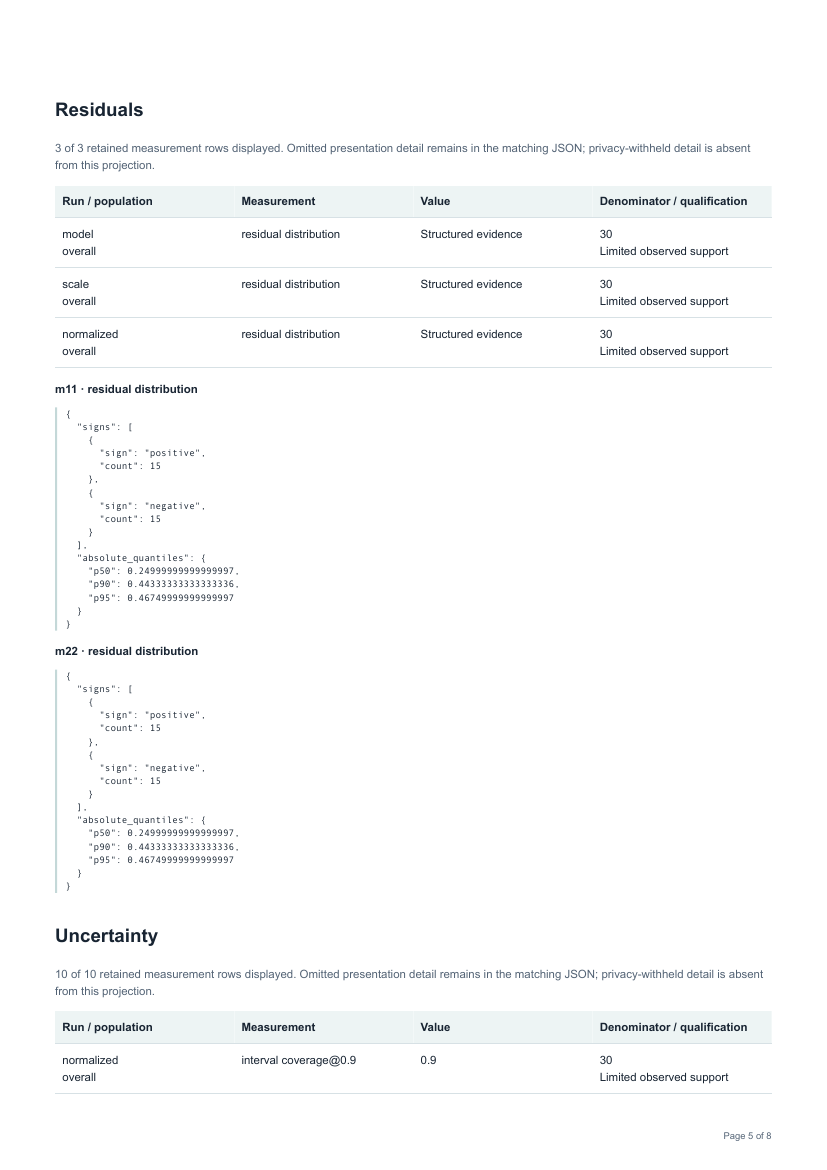 Residuals
3 of 3 retained measurement rows displayed. Omitted presentation detail remains in the matching JSON; privacy-withheld detail is absent
from this projection.
Run / population Measurement Value Denominator / qualification
model residual distribution Structured evidence 30
overall Limited observed support
scale residual distribution Structured evidence 30
overall Limited observed support
normalized residual distribution Structured evidence 30
overall Limited observed support
m11 · residual distribution
{
"signs": [
{
"sign": "positive",
"count": 15
},
{
"sign": "negative",
"count": 15
}
],
"absolute_quantiles": {
"p50": 0.24999999999999997,
"p90": 0.44333333333333336,
"p95": 0.46749999999999997
}
}
m22 · residual distribution
{
"signs": [
{
"sign": "positive",
"count": 15
},
{
"sign": "negative",
"count": 15
}
],
"absolute_quantiles": {
"p50": 0.24999999999999997,
"p90": 0.44333333333333336,
"p95": 0.46749999999999997
}
}
Uncertainty
10 of 10 retained measurement rows displayed. Omitted presentation detail remains in the matching JSON; privacy-withheld detail is absent
from this projection.
Run / population Measurement Value Denominator / qualification
normalized interval coverage@0.9 0.9 30
overall Limited observed support
Page 5 of 8